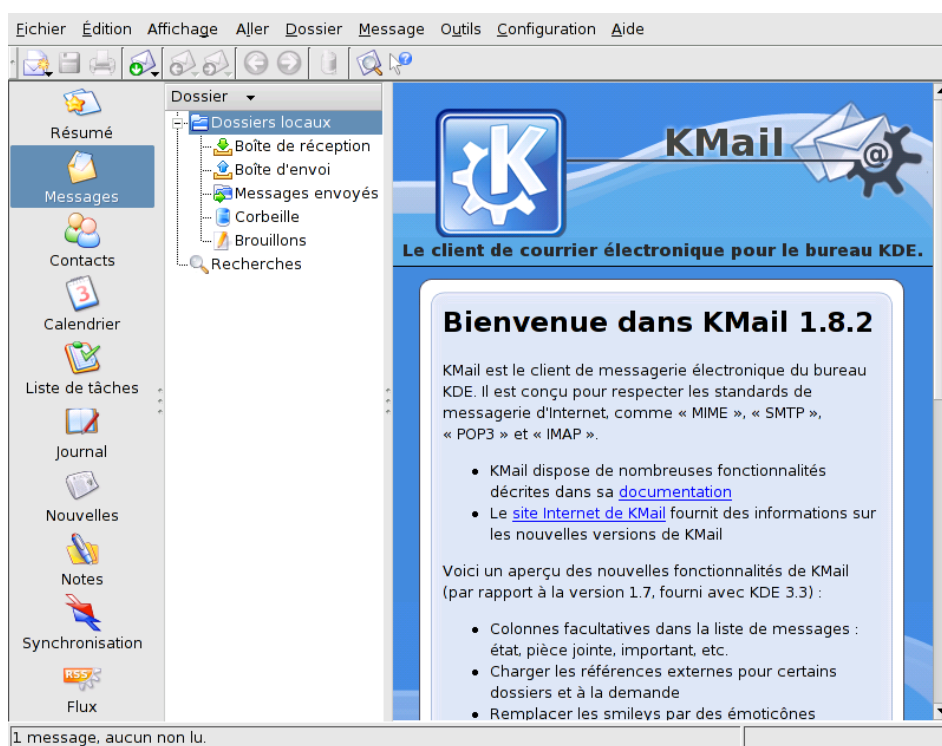 Eichier Édition Affichage Aller Dossier Message Outils Configuration Aide
Résumé
Messages
Contacts
3
Calendrier
Liste de tâches
Journal
Nouvelles
Notes
Synchronisation
RSS
Flux
Dossier
Dossiers locaux
Boîte de réception
Boîte d'envoi
Messages envoyés
Corbeille
Brouillons
Recherches
K
KMail
@
Le client de courrier électronique pour le bureau KDE.
Bienvenue dans KMail 1.8.2
KMail est le client de messagerie électronique du bureau
KDE. Il est conçu pour respecter les standards de
messagerie d'Internet, comme « MIME », « SMTP »,
« POP3 » et « IMAP ».
• KMail dispose de nombreuses fonctionnalités
décrites dans sa documentation
• Le site Internet de KMail fournit des informations sur
les nouvelles versions de KMail
Voici un aperçu des nouvelles fonctionnalités de KMail
(par rapport à la version 1.7, fourni avec KDE 3.3) :
• Colonnes facultatives dans la liste de messages :
état, pièce jointe, important, etc.
• Charger les références externes pour certains
dossiers et à la demande
• Remplacer les smileys par des émoticônes
1 message, aucun non lu.